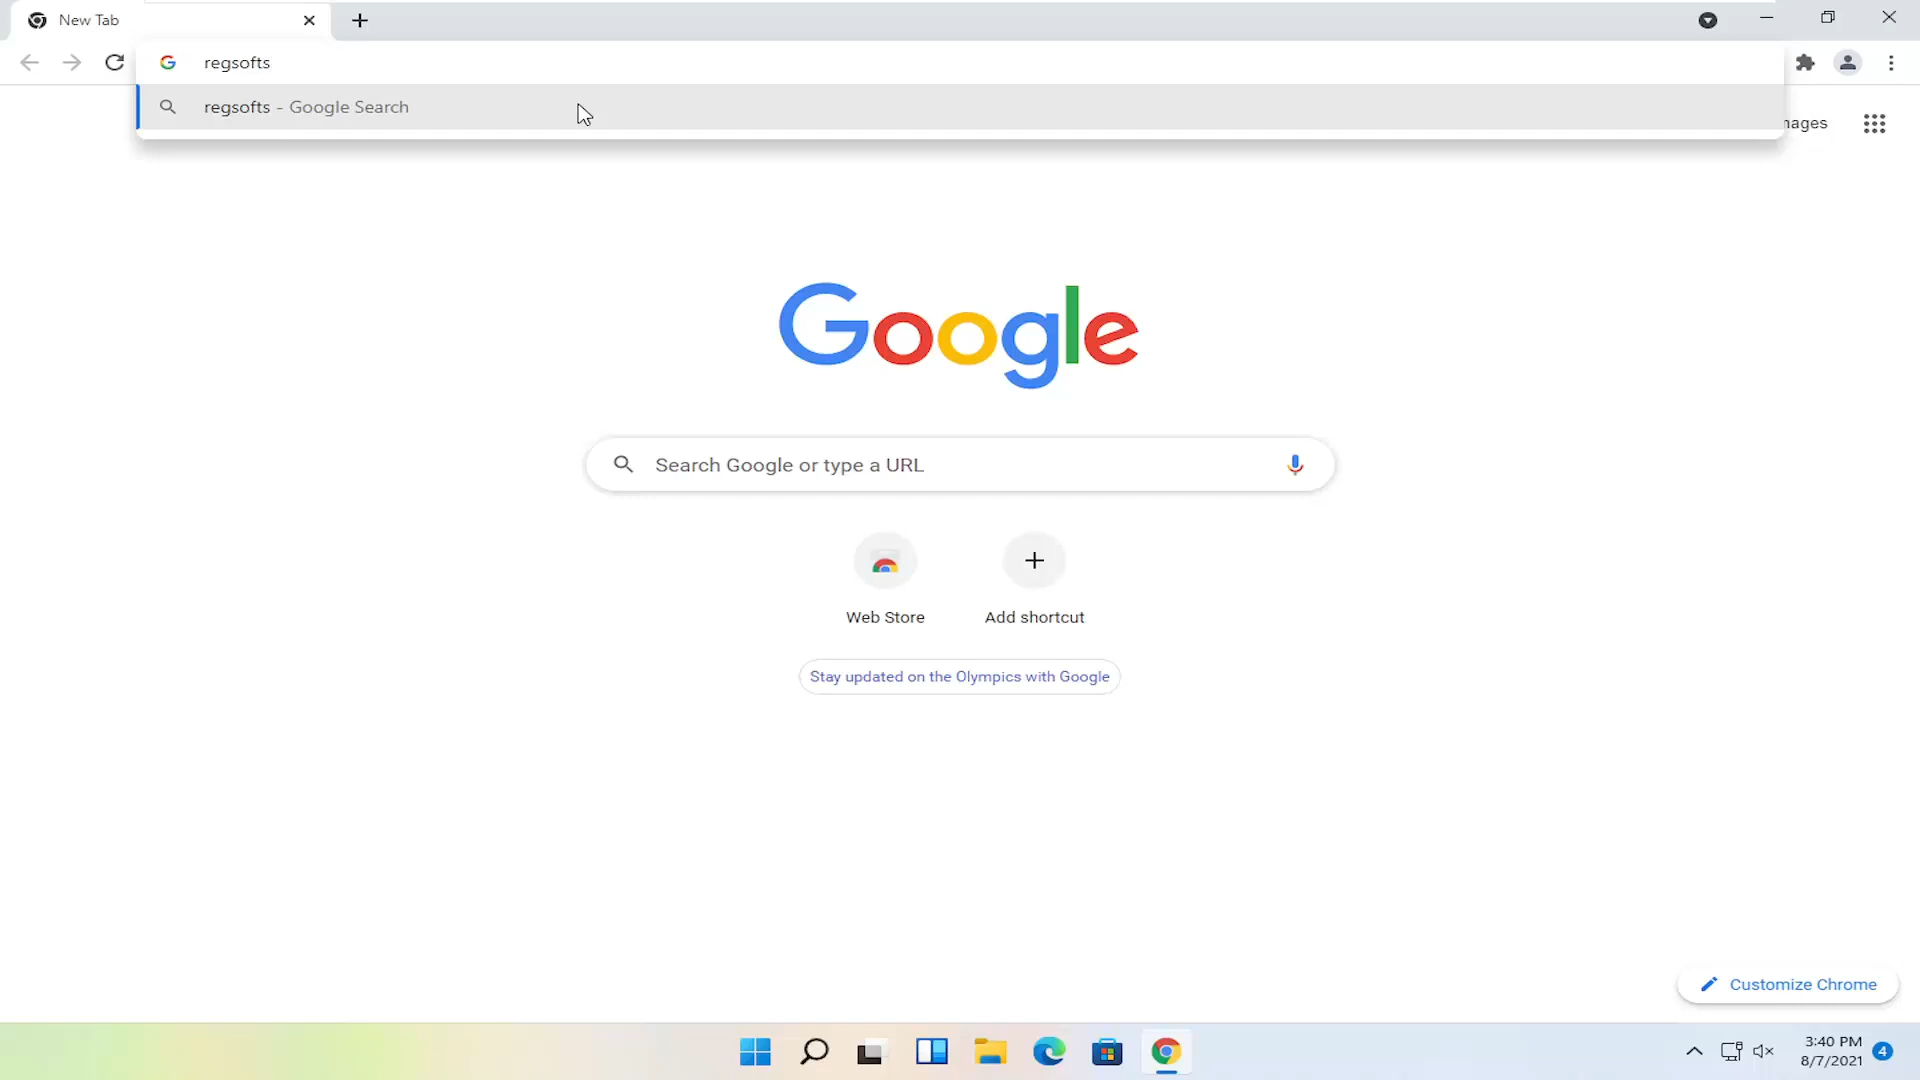 New Tab
regsofts
regsofts - Google Search
Google
Search Google or type a URL
Web Store
Add shortcut
Stay updated on the Olympics with Google
Customize Chrome
3:40 PM
8/7/2021
4